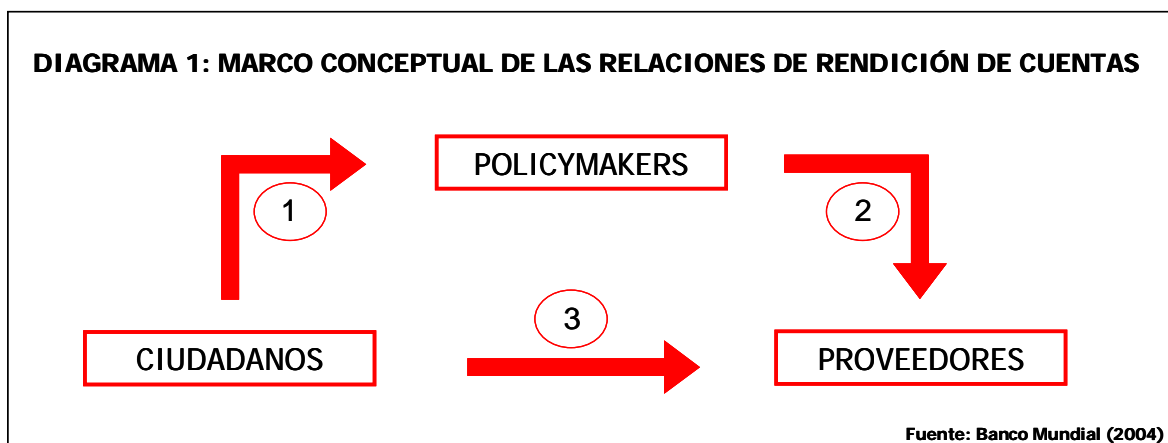 DIAGRAMA 1: MARCO CONCEPTUAL DE LAS RELACIONES DE RENDICIÓN DE CUENTAS
POLICYMAKERS
1
2
3
CIUDADANOS
PROVEEDORES
Fuente: Banco Mundial (2004)